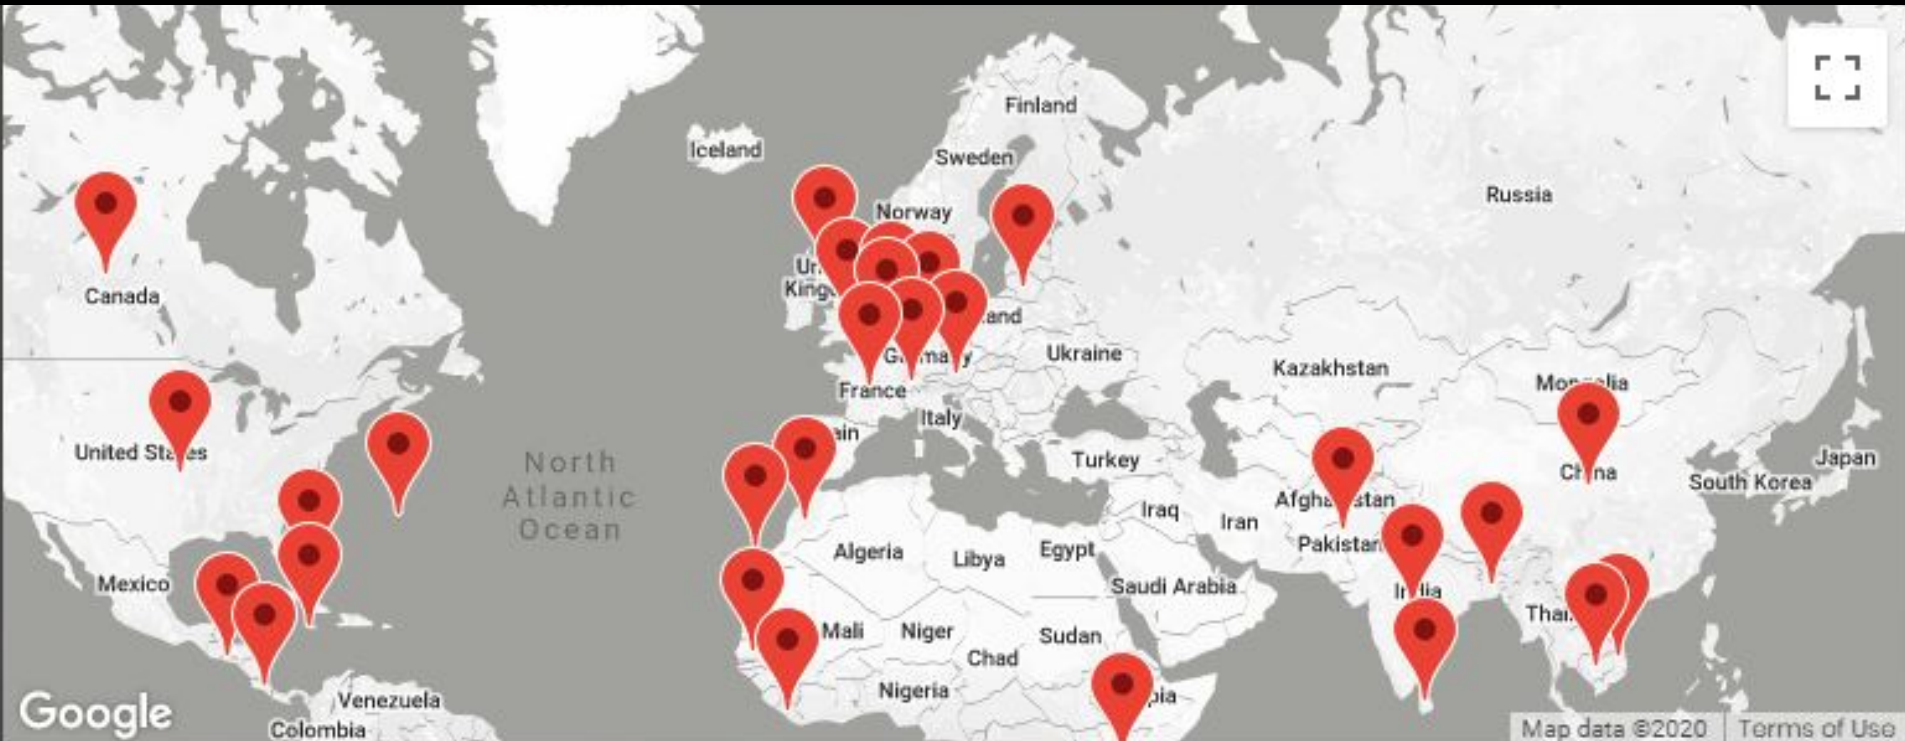 Finland
Iceland
Sweden
Russia
Norway
Canada
Ukraine
Kazakhstan
France
Italy
United States
Turkey
China
South Korea
Japan
North
Atlantic
Ocean
Iraq
Iran
Pakistan
Algeria
Libya
Egypt
Saudi Arabia
Mexico
India
Mali
Niger
Sudan
Chad
Nigeria
Venezuela
Colombia
Google
Map data ©2020
Terms of Use